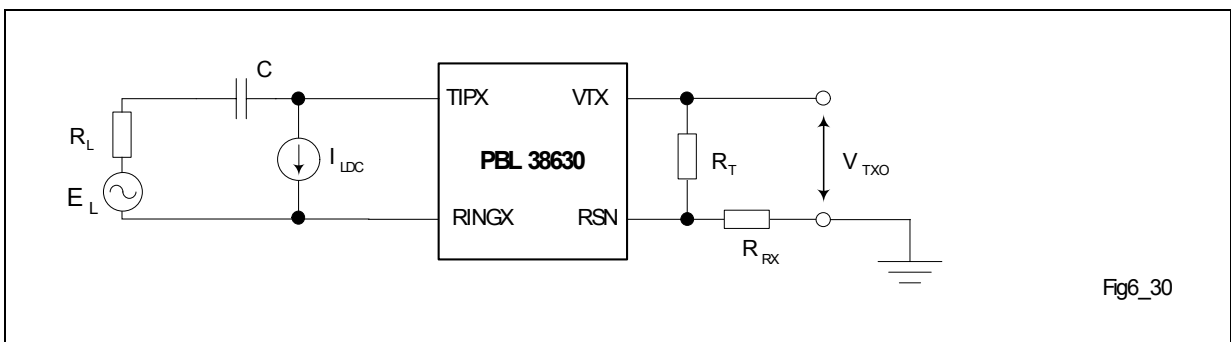 C
TIPX
VTX
R_L
I_LDC
PBL 38630
R_T
V_TXO
E_L
RINGX
RSN
R_RX
Fig6_30